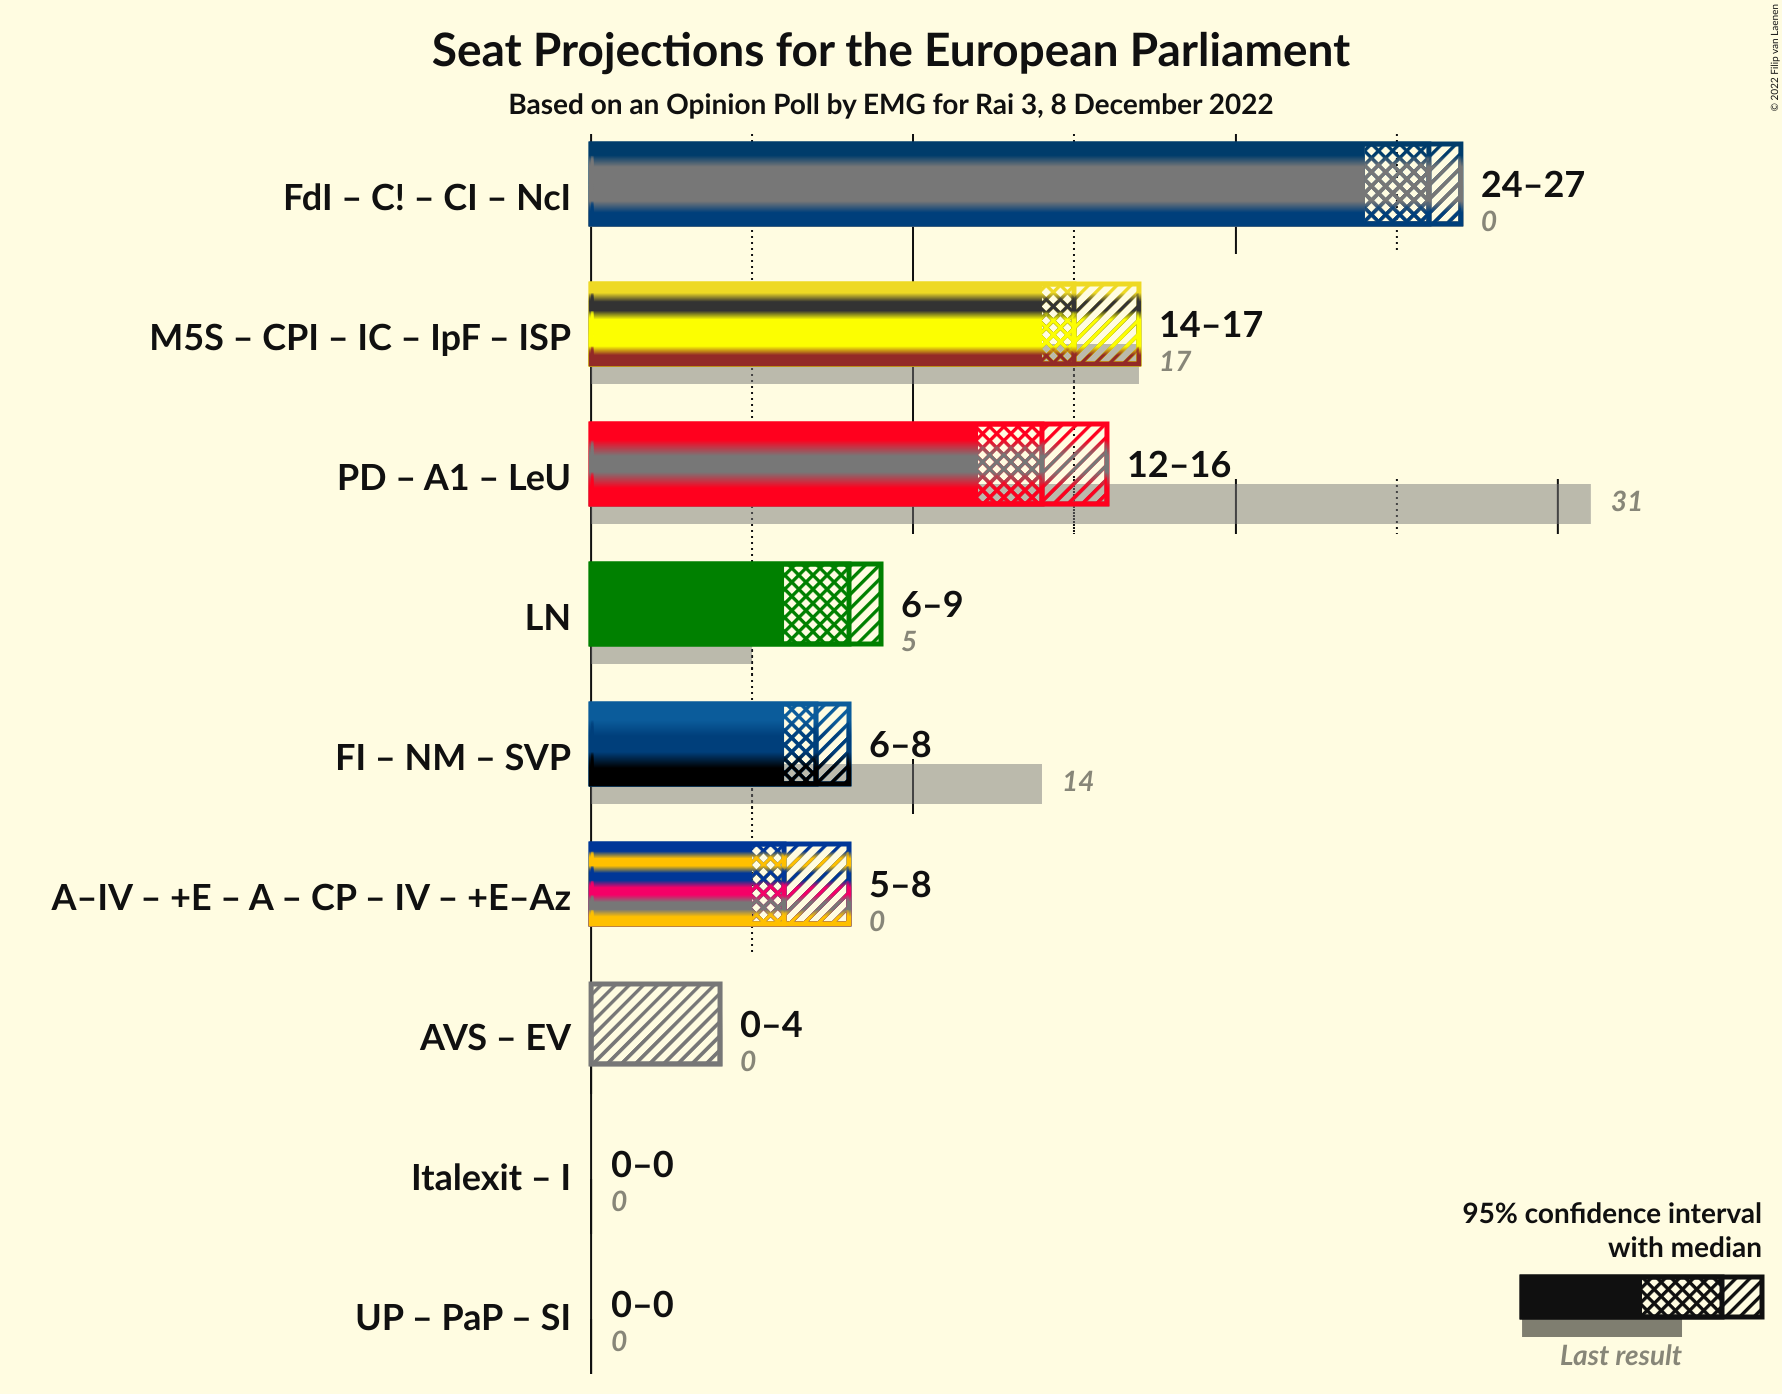 Seat Projections for the European Parliament
Based on an Opinion Poll by EMG for Rai 3, 8 December 2022
© 2022 Filip van Laenen
FdI – C! – CI – NcI
24–27
0
M5S – CPI – IC – IpF – ISP
14–17
17
PD – A1 – LeU
12–16
31
LN
6–9
5
FI – NM – SVP
6–8
14
A–IV – +E – A – CP – IV – +E–Az
5–8
0
AVS – EV
0–4
0
Italexit – I
0–0
0
UP – PaP – SI
0–0
0
95% confidence interval
with median
Last result